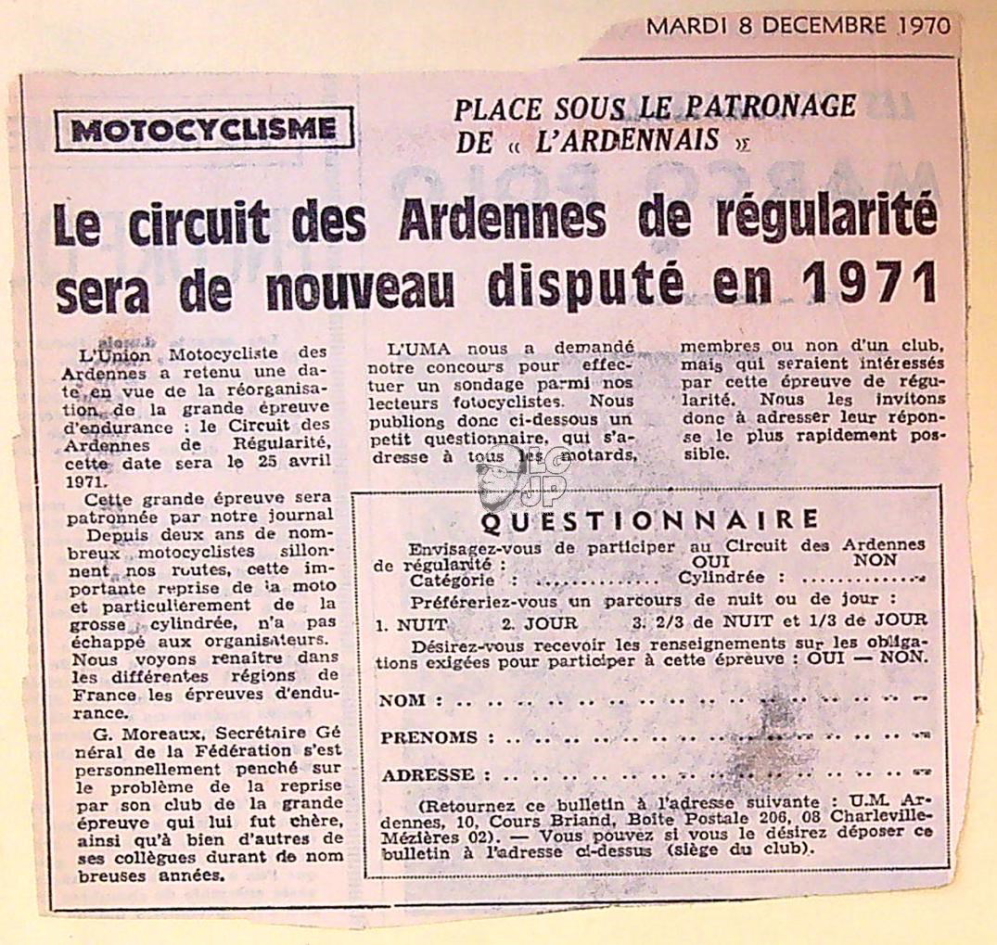 MARDI 8 DECEMBRE 1970
MOTOCYCLISME
PLACE SOUS LE PATRONAGE
DE « L'ARDENNAIS »
Le circuit des Ardennes de régularité
sera de nouveau disputé en 1971
L'Union Motocycliste des
Ardennes a retenu une da-
te en vue de la réorganisa-
tion de la grande épreuve
d'endurance : le Circuit des
Ardennes de Régularité,
cette date sera le 25 avril
1971.
Cette grande épreuve sera
patronnée par notre journal
Depuis deux ans de nom-
breux motocyclistes sillon-
nent nos routes, cette im-
portante reprise de la moto
et particulièrement de la
grosse cylindrée, n'a pas
échappé aux organisateurs.
Nous voyons renaître dans
les différentes régions de
France les épreuves d'endu-
rance.
G. Moreaux, Secrétaire Gé
néral de la Fédération s'est
personnellement penché sur
le problème de la reprise
par son club de la grande
épreuve qui lui fut chère,
ainsi qu'à bien d'autres de
ses collègues durant de nom
breuses années.
L'UMA nous a demandé
notre concours pour effec-
tuer un sondage parmi nos
lecteurs fotocyclistes. Nous
publions donc ci-dessous un
petit questionnaire, qui s'a-
dresse à tous les motards,
membres ou non d'un club,
mais qui seraient intéressés
par cette épreuve de régu-
larité. Nous les invitons
donc à adresser leur répon-
se le plus rapidement pos-
sible.
LG
JP
QUESTIONNAIRE
Envisagez-vous de participer au Circuit des Ardennes
de régularité : OUI NON
Catégorie : .............. Cylindrée : ..............
Préféreriez-vous un parcours de nuit ou de jour :
1. NUIT 2. JOUR 3. 2/3 de NUIT et 1/3 de JOUR
Désirez-vous recevoir les renseignements sur les obliga-
tions exigées pour participer à cette épreuve : OUI — NON.
NOM : .. .. .. .. .. .. .. .. .. .. .. .. .. .. ..
PRENOMS : .. .. .. .. .. .. .. .. .. .. .. .. ..
ADRESSE : .. .. .. .. .. .. .. .. .. .. .. .. ..
(Retournez ce bulletin à l'adresse suivante : U.M. Ar-
dennes, 10, Cours Briand, Boîte Postale 206, 08 Charleville-
Mézières 02). — Vous pouvez si vous le désirez déposer ce
bulletin à l'adresse ci-dessus (siège du club).